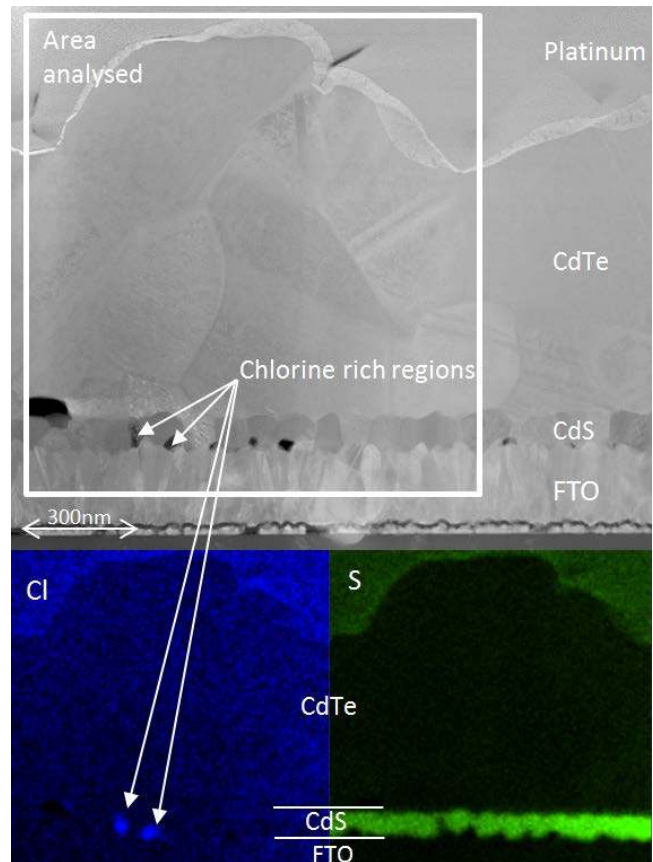 Area
analysed
Platinum
CdTe
Chlorine rich regions
CdS
FTO
300nm
Cl
S
CdTe
CdS
FTO